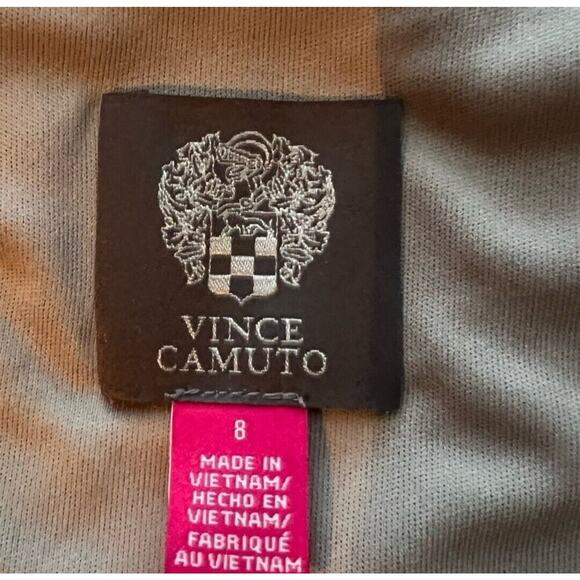 VINCE
CAMUTO
8
MADE IN
VIETNAM/
HECHO EN
VIETNAM/
FABRIQUÉ
AU VIETNAM